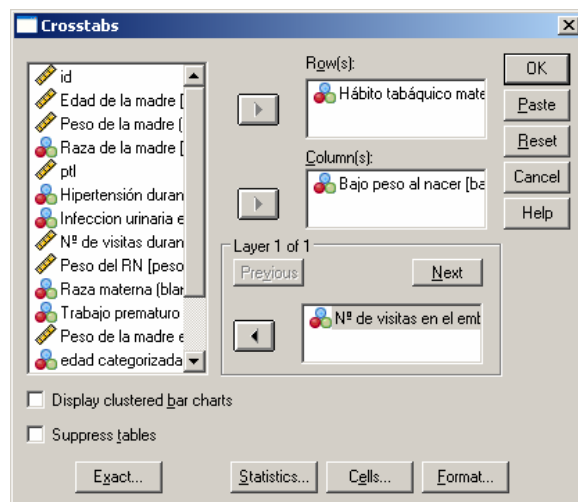 Crosstabs
id
Edad de la madre [
Peso de la madre (
Raza de la madre [
ptl
Hipertensión duran
Infeccion urinaria e
Nº de visitas duran
Peso del RN [peso
Raza materna (blar
Trabajo prematuro
Peso de la madre e
edad categorizada
Row(s):
Hábito tabáquico mate
Column(s):
Bajo peso al nacer [ba
Layer 1 of 1
Previous
Next
Nº de visitas en el emb
OK
Paste
Reset
Cancel
Help
Display clustered bar charts
Suppress tables
Exact...
Statistics...
Cells...
Format...